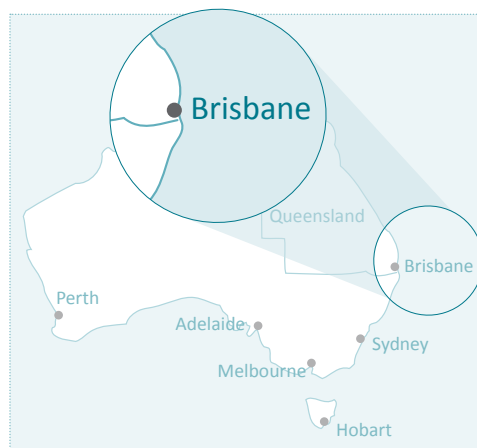 Brisbane
Queensland
Brisbane
Perth
Adelaide
Sydney
Melbourne
Hobart